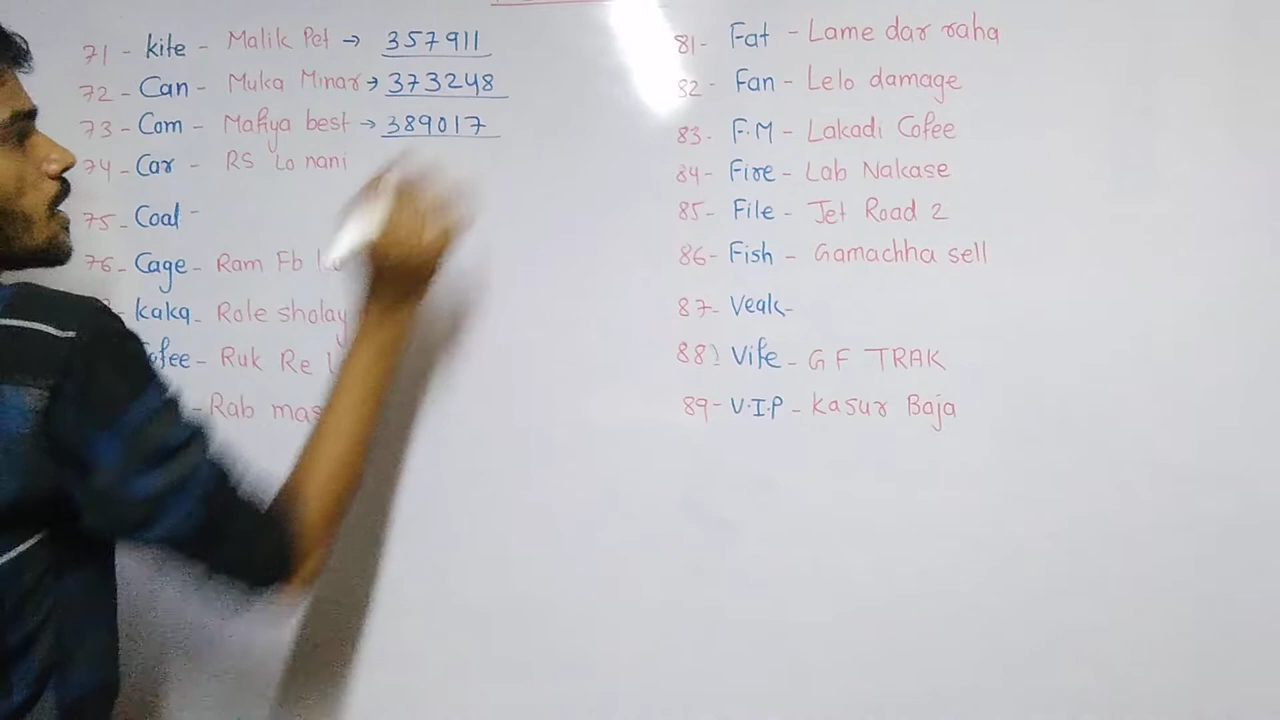 71 - kite - Malik Pet → 357911
72 - Can - Muka Minar → 373248
73 - Com - Mafiya best → 389017
74 - Car - RS Lo nani
75 - Coal -
76 - Cage - Ram Fb
kaka - Role sholay
Ruk Re
- Rab
81 - Fat - Lame dar raha
82 - Fan - Lelo damage
83 - F.M - Lakadi Cofee
84 - Fire - Lab Nakase
85 - File - Jet Road 2
86 - Fish - Gamachha sell
87 - Veak -
88) Vife - G F TRAK
89 - V.I.P - Kasur Baja